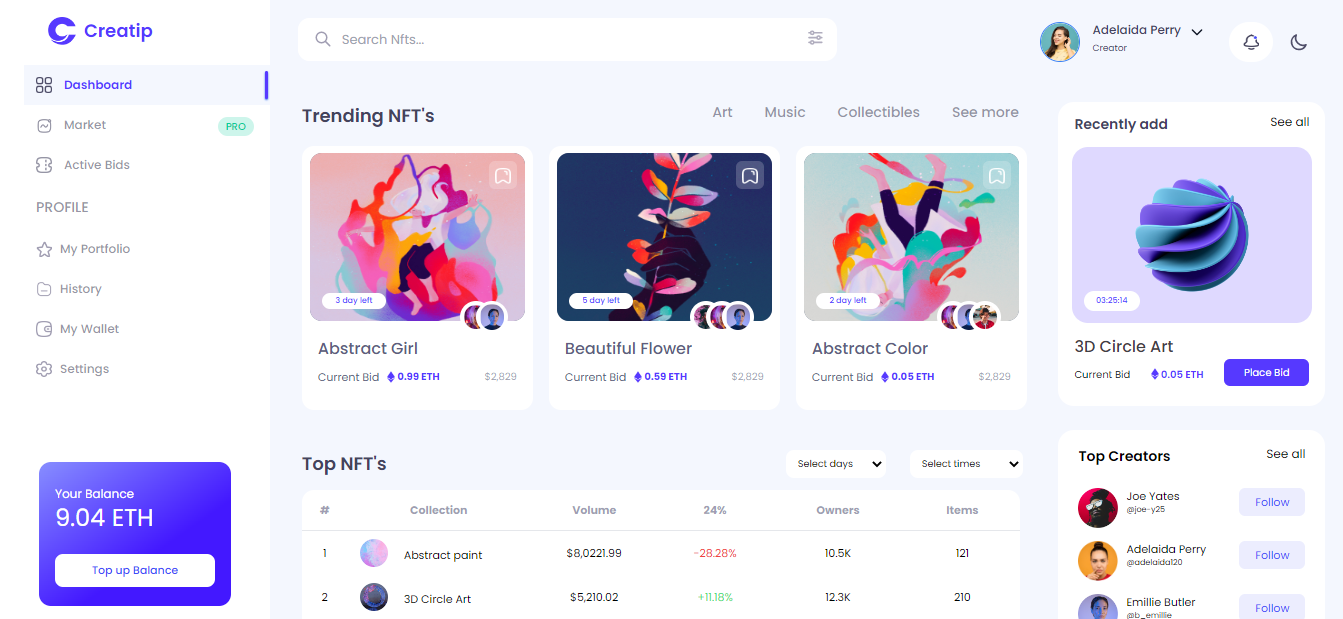 Creatip
Search Nfts...
Adelaida Perry
Creator
Dashboard
Market
PRO
Active Bids
PROFILE
My Portfolio
History
My Wallet
Settings
Your Balance
9.04 ETH
Top up Balance
Trending NFT's
Art
Music
Collectibles
See more
3 day left
Abstract Girl
Current Bid 0.99 ETH $2,829
5 day left
Beautiful Flower
Current Bid 0.59 ETH $2,829
2 day left
Abstract Color
Current Bid 0.05 ETH $2,829
Top NFT's
Select days
Select times
# Collection Volume 24% Owners Items
1 Abstract paint $8,0221.99 -28.28% 10.5K 121
2 3D Circle Art $5,210.02 +11.18% 12.3K 210
Recently add
See all
03:25:14
3D Circle Art
Current Bid 0.05 ETH
Place Bid
Top Creators
See all
Joe Yates
@joe-y25
Follow
Adelaida Perry
@adelaida120
Follow
Emillie Butler
@b_emillie
Follow